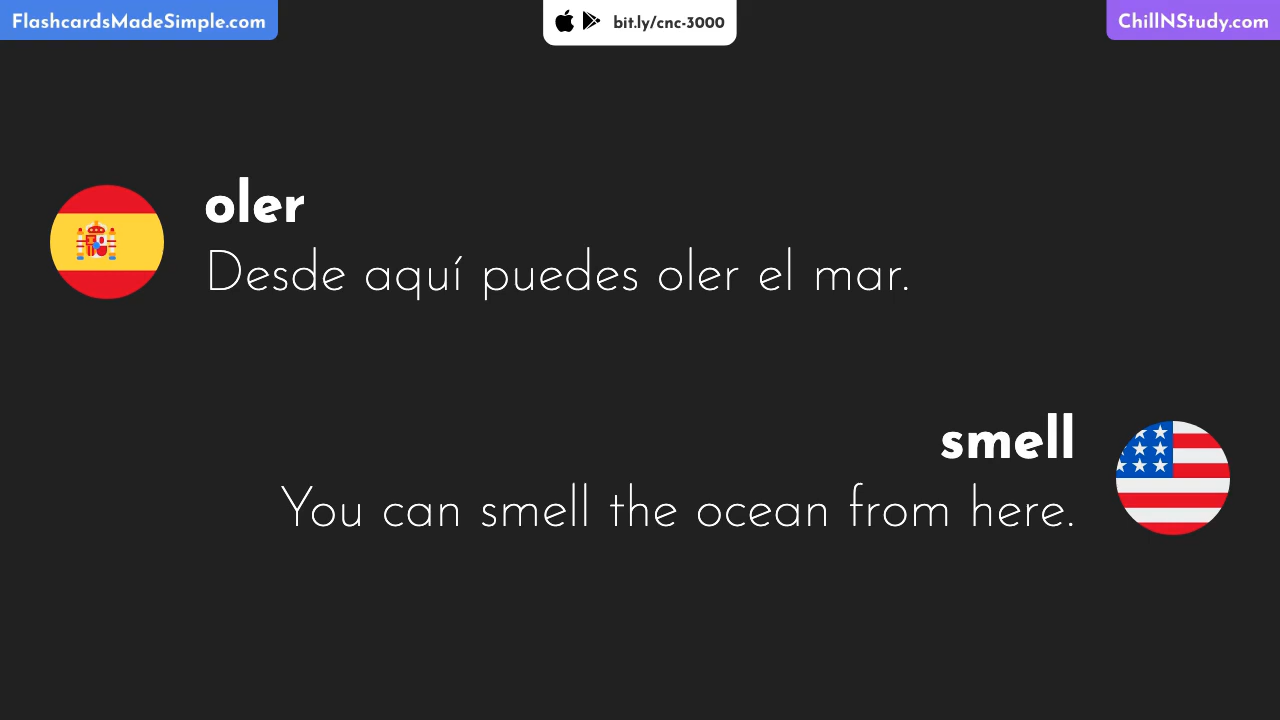 FlashcardsMadeSimple.com
bit.ly/cnc-3000
ChillNStudy.com
oler
Desde aquí puedes oler el mar.
smell
You can smell the ocean from here.